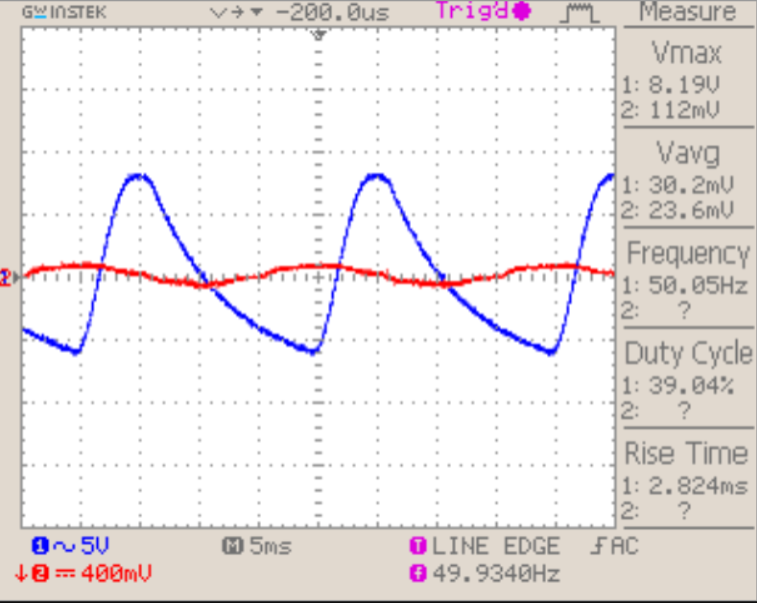 GW INSTEK -200.0us Trig'd Measure
Vmax
1: 8.19V
2: 112mV
Vavg
1: 30.2mV
2: 23.6mV
Frequency
1: 50.05Hz
2: ?
Duty Cycle
1: 39.04%
2: ?
Rise Time
1: 2.824ms
2: ?
2
1 5V M 5ms T LINE EDGE AC
2 400mV f 49.9340Hz